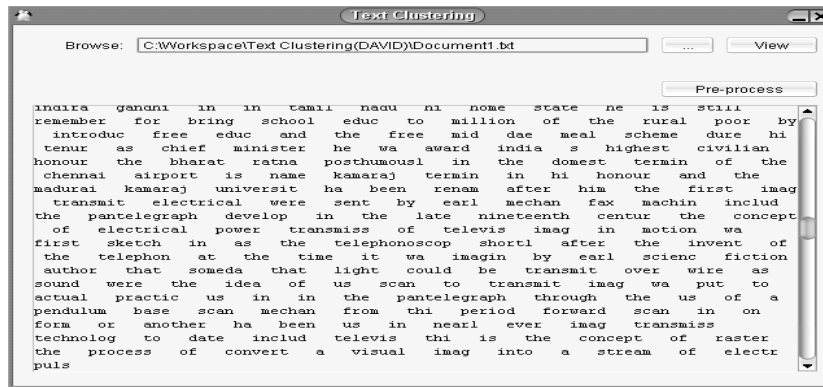 Text Clustering
Browse: C:\Workspace\Text Clustering(DAVID)\Document1.txt ... View
Pre-process
indira gandhi in in tamil nadu hi home state he is still
remember for bring school educ to million of the rural poor by
introduc free educ and the free mid dae meal scheme dure hi
tenur as chief minister he wa award india s highest civilian
honour the bharat ratna posthumousl in the domest termin of the
chennai airport is name kamaraj termin in hi honour and the
madurai kamaraj universit ha been renam after him the first imag
transmit electrical were sent by earl mechan fax machin includ
the pantelegraph develop in the late nineteenth centur the concept
of electrical power transmiss of televis imag in motion wa
first sketch in as the telephonoscop shortl after the invent of
the telephon at the time it wa imagin by earl scienc fiction
author that someda that light could be transmit over wire as
sound were the idea of us scan to transmit imag wa put to
actual practic us in in the pantelegraph through the us of a
pendulum base scan mechan from thi period forward scan in on
form or another ha been us in nearl ever imag transmiss
technolog to date includ televis thi is the concept of raster
the process of convert a visual imag into a stream of electr
puls